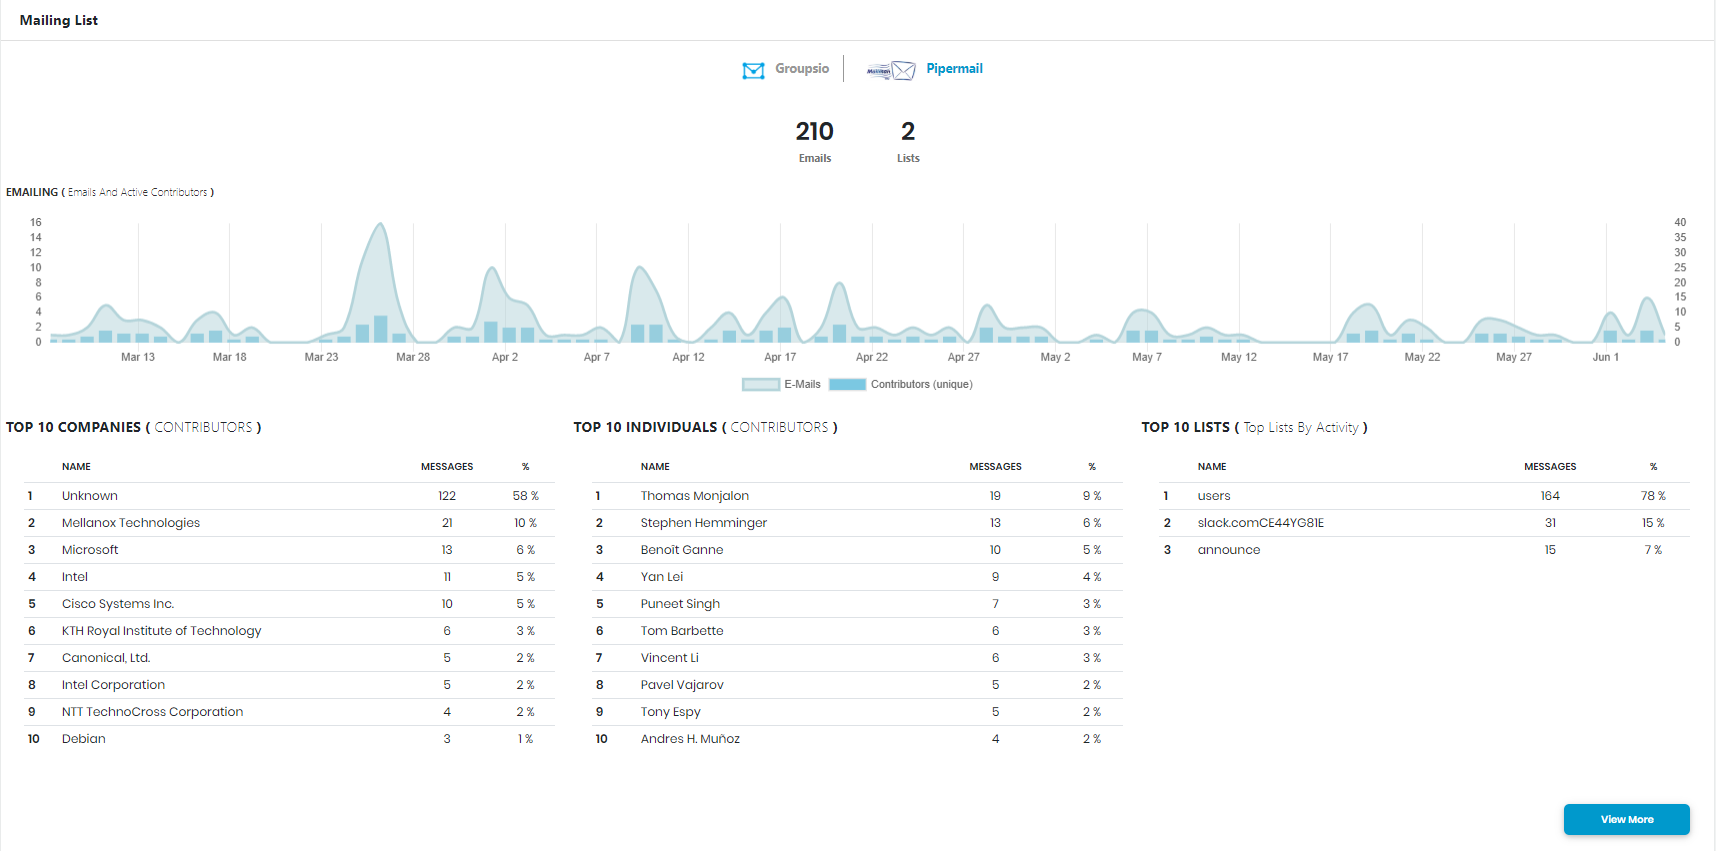 Mailing List
Groupsio
Mailman
Pipermail
210 2
Emails Lists
EMAILING ( Emails And Active Contributors )
16 40
14 35
12 30
10 25
8 20
6 15
4 10
2 5
0 0
Mar 13 Mar 18 Mar 23 Mar 28 Apr 2 Apr 7 Apr 12 Apr 17 Apr 22 Apr 27 May 2 May 7 May 12 May 17 May 22 May 27 Jun 1
E-Mails Contributors (unique)
TOP 10 COMPANIES ( CONTRIBUTORS )
NAME MESSAGES %
1 Unknown 122 58 %
2 Mellanox Technologies 21 10 %
3 Microsoft 13 6 %
4 Intel 11 5 %
5 Cisco Systems Inc. 10 5 %
6 KTH Royal Institute of Technology 6 3 %
7 Canonical, Ltd. 5 2 %
8 Intel Corporation 5 2 %
9 NTT TechnoCross Corporation 4 2 %
10 Debian 3 1 %
TOP 10 INDIVIDUALS ( CONTRIBUTORS )
NAME MESSAGES %
1 Thomas Monjalon 19 9 %
2 Stephen Hemminger 13 6 %
3 Benoît Ganne 10 5 %
4 Yan Lei 9 4 %
5 Puneet Singh 7 3 %
6 Tom Barbette 6 3 %
7 Vincent Li 6 3 %
8 Pavel Vajarov 5 2 %
9 Tony Espy 5 2 %
10 Andres H. Muñoz 4 2 %
TOP 10 LISTS ( Top Lists By Activity )
NAME MESSAGES %
1 users 164 78 %
2 slack.comCE44YG81E 31 15 %
3 announce 15 7 %
View More